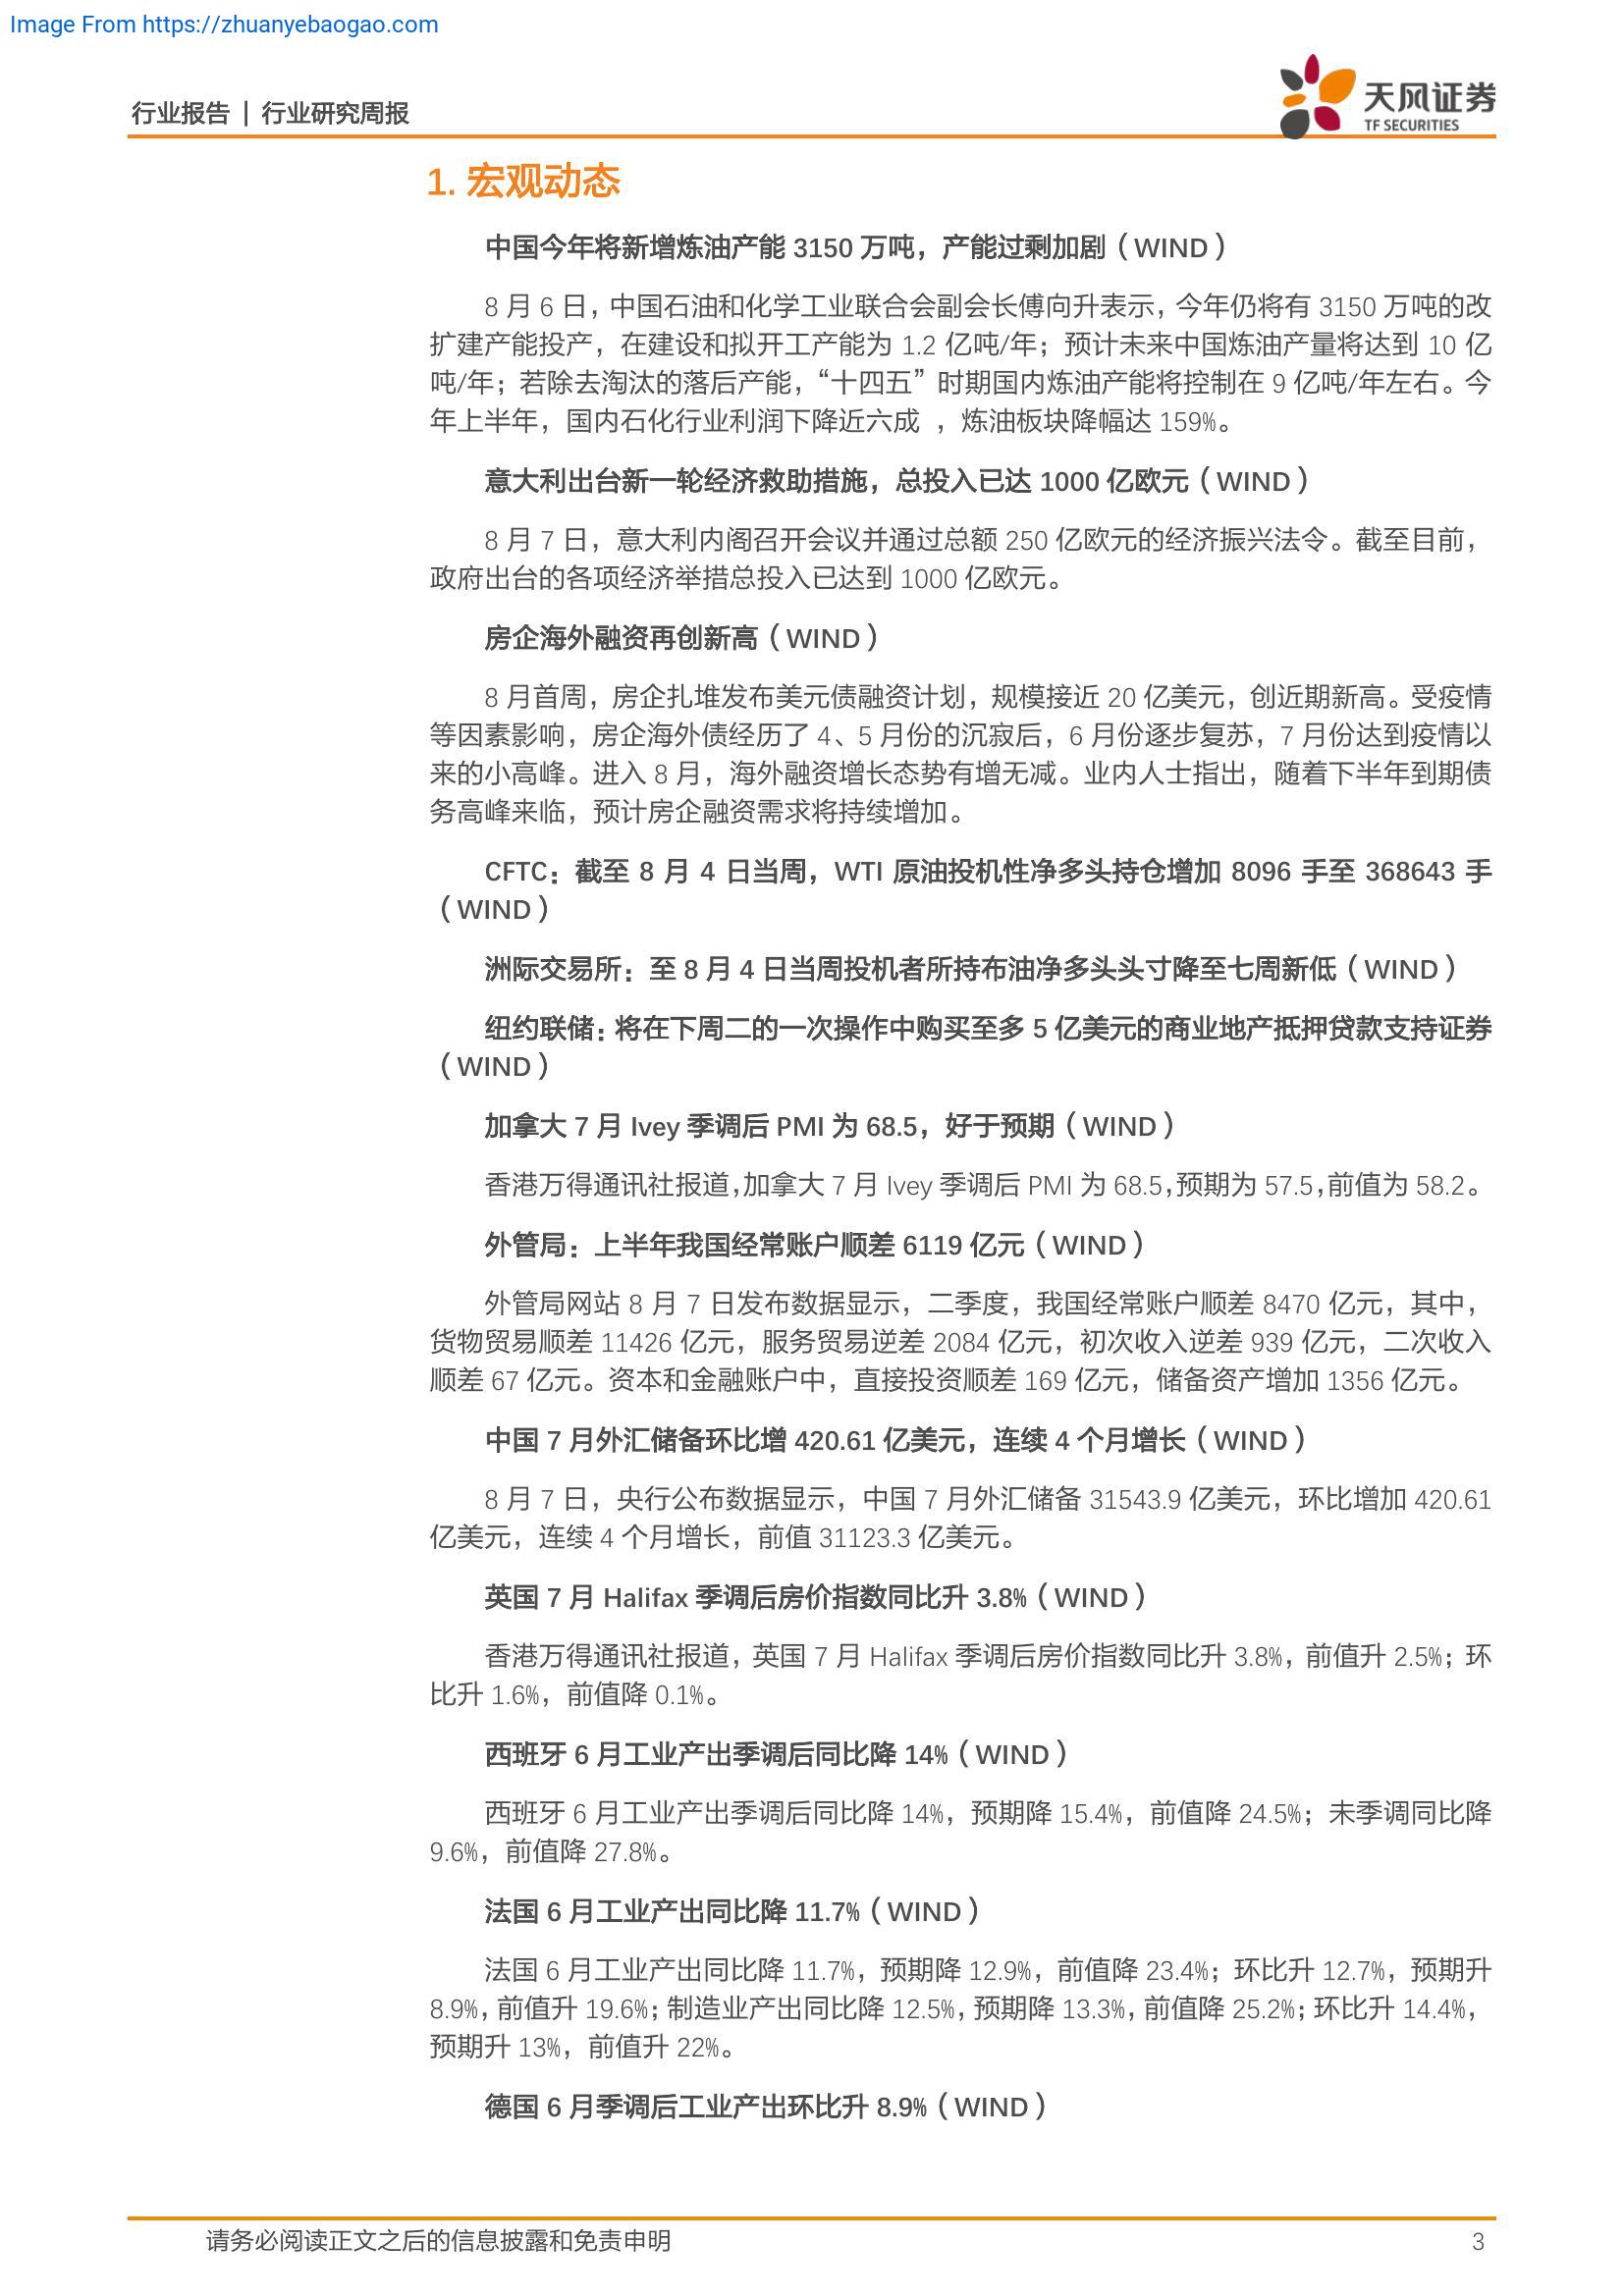 Image From https://zhuanyebaogao.com
行业报告 | 行业研究周报
天风证券
TF SECURITIES
1. 宏观动态
中国今年将新增炼油产能 3150 万吨，产能过剩加剧（WIND）
8 月 6 日，中国石油和化学工业联合会副会长傅向升表示，今年仍将有 3150 万吨的改
扩建产能投产，在建设和拟开工产能为 1.2 亿吨/年；预计未来中国炼油产量将达到 10 亿
吨/年；若除去淘汰的落后产能，“十四五”时期国内炼油产能将控制在 9 亿吨/年左右。今
年上半年，国内石化行业利润下降近六成 ，炼油板块降幅达 159%。
意大利出台新一轮经济救助措施，总投入已达 1000 亿欧元（WIND）
8 月 7 日，意大利内阁召开会议并通过总额 250 亿欧元的经济振兴法令。截至目前，
政府出台的各项经济举措总投入已达到 1000 亿欧元。
房企海外融资再创新高（WIND）
8 月首周，房企扎堆发布美元债融资计划，规模接近 20 亿美元，创近期新高。受疫情
等因素影响，房企海外债经历了 4、5 月份的沉寂后，6 月份逐步复苏，7 月份达到疫情以
来的小高峰。进入 8 月，海外融资增长态势有增无减。业内人士指出，随着下半年到期债
务高峰来临，预计房企融资需求将持续增加。
CFTC：截至 8 月 4 日当周，WTI 原油投机性净多头持仓增加 8096 手至 368643 手
（WIND）
洲际交易所：至 8 月 4 日当周投机者所持布油净多头头寸降至七周新低（WIND）
纽约联储：将在下周二的一次操作中购买至多 5 亿美元的商业地产抵押贷款支持证券
（WIND）
加拿大 7 月 Ivey 季调后 PMI 为 68.5，好于预期（WIND）
香港万得通讯社报道，加拿大 7 月 Ivey 季调后 PMI 为 68.5，预期为 57.5，前值为 58.2。
外管局：上半年我国经常账户顺差 6119 亿元（WIND）
外管局网站 8 月 7 日发布数据显示，二季度，我国经常账户顺差 8470 亿元，其中，
货物贸易顺差 11426 亿元，服务贸易逆差 2084 亿元，初次收入逆差 939 亿元，二次收入
顺差 67 亿元。资本和金融账户中，直接投资顺差 169 亿元，储备资产增加 1356 亿元。
中国 7 月外汇储备环比增 420.61 亿美元，连续 4 个月增长（WIND）
8 月 7 日，央行公布数据显示，中国 7 月外汇储备 31543.9 亿美元，环比增加 420.61
亿美元，连续 4 个月增长，前值 31123.3 亿美元。
英国 7 月 Halifax 季调后房价指数同比升 3.8%（WIND）
香港万得通讯社报道，英国 7 月 Halifax 季调后房价指数同比升 3.8%，前值升 2.5%；环
比升 1.6%，前值降 0.1%。
西班牙 6 月工业产出季调后同比降 14%（WIND）
西班牙 6 月工业产出季调后同比降 14%，预期降 15.4%，前值降 24.5%；未季调同比降
9.6%，前值降 27.8%。
法国 6 月工业产出同比降 11.7%（WIND）
法国 6 月工业产出同比降 11.7%，预期降 12.9%，前值降 23.4%；环比升 12.7%，预期升
8.9%，前值升 19.6%；制造业产出同比降 12.5%，预期降 13.3%，前值降 25.2%；环比升 14.4%，
预期升 13%，前值升 22%。
德国 6 月季调后工业产出环比升 8.9%（WIND）
请务必阅读正文之后的信息披露和免责申明
3